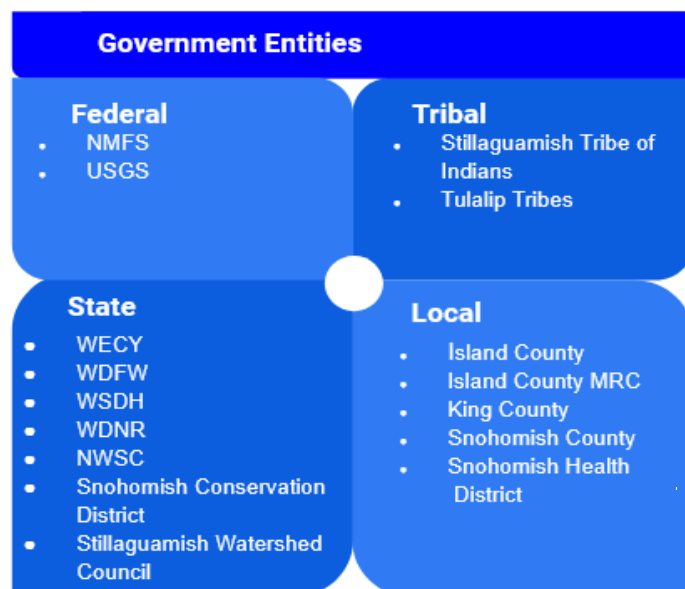 Government Entities
Federal
• NMFS
• USGS
Tribal
• Stillaguamish Tribe of
Indians
• Tulalip Tribes
State
• WECY
• WDFW
• WSDH
• WDNR
• NWSC
• Snohomish Conservation
District
• Stillaguamish Watershed
Council
Local
• Island County
• Island County MRC
• King County
• Snohomish County
• Snohomish Health
District